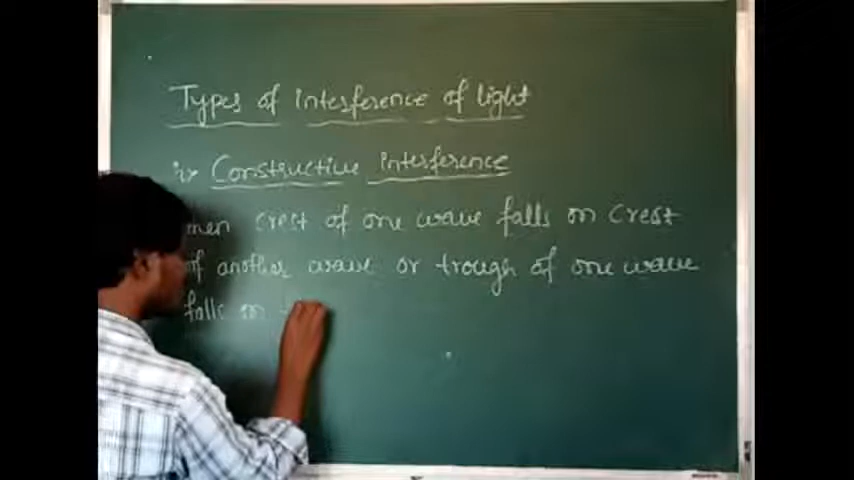 Types of interference of light
i> Constructive interference
hen crest of one wave falls on crest
of another wave or trough of one wave
falls on t